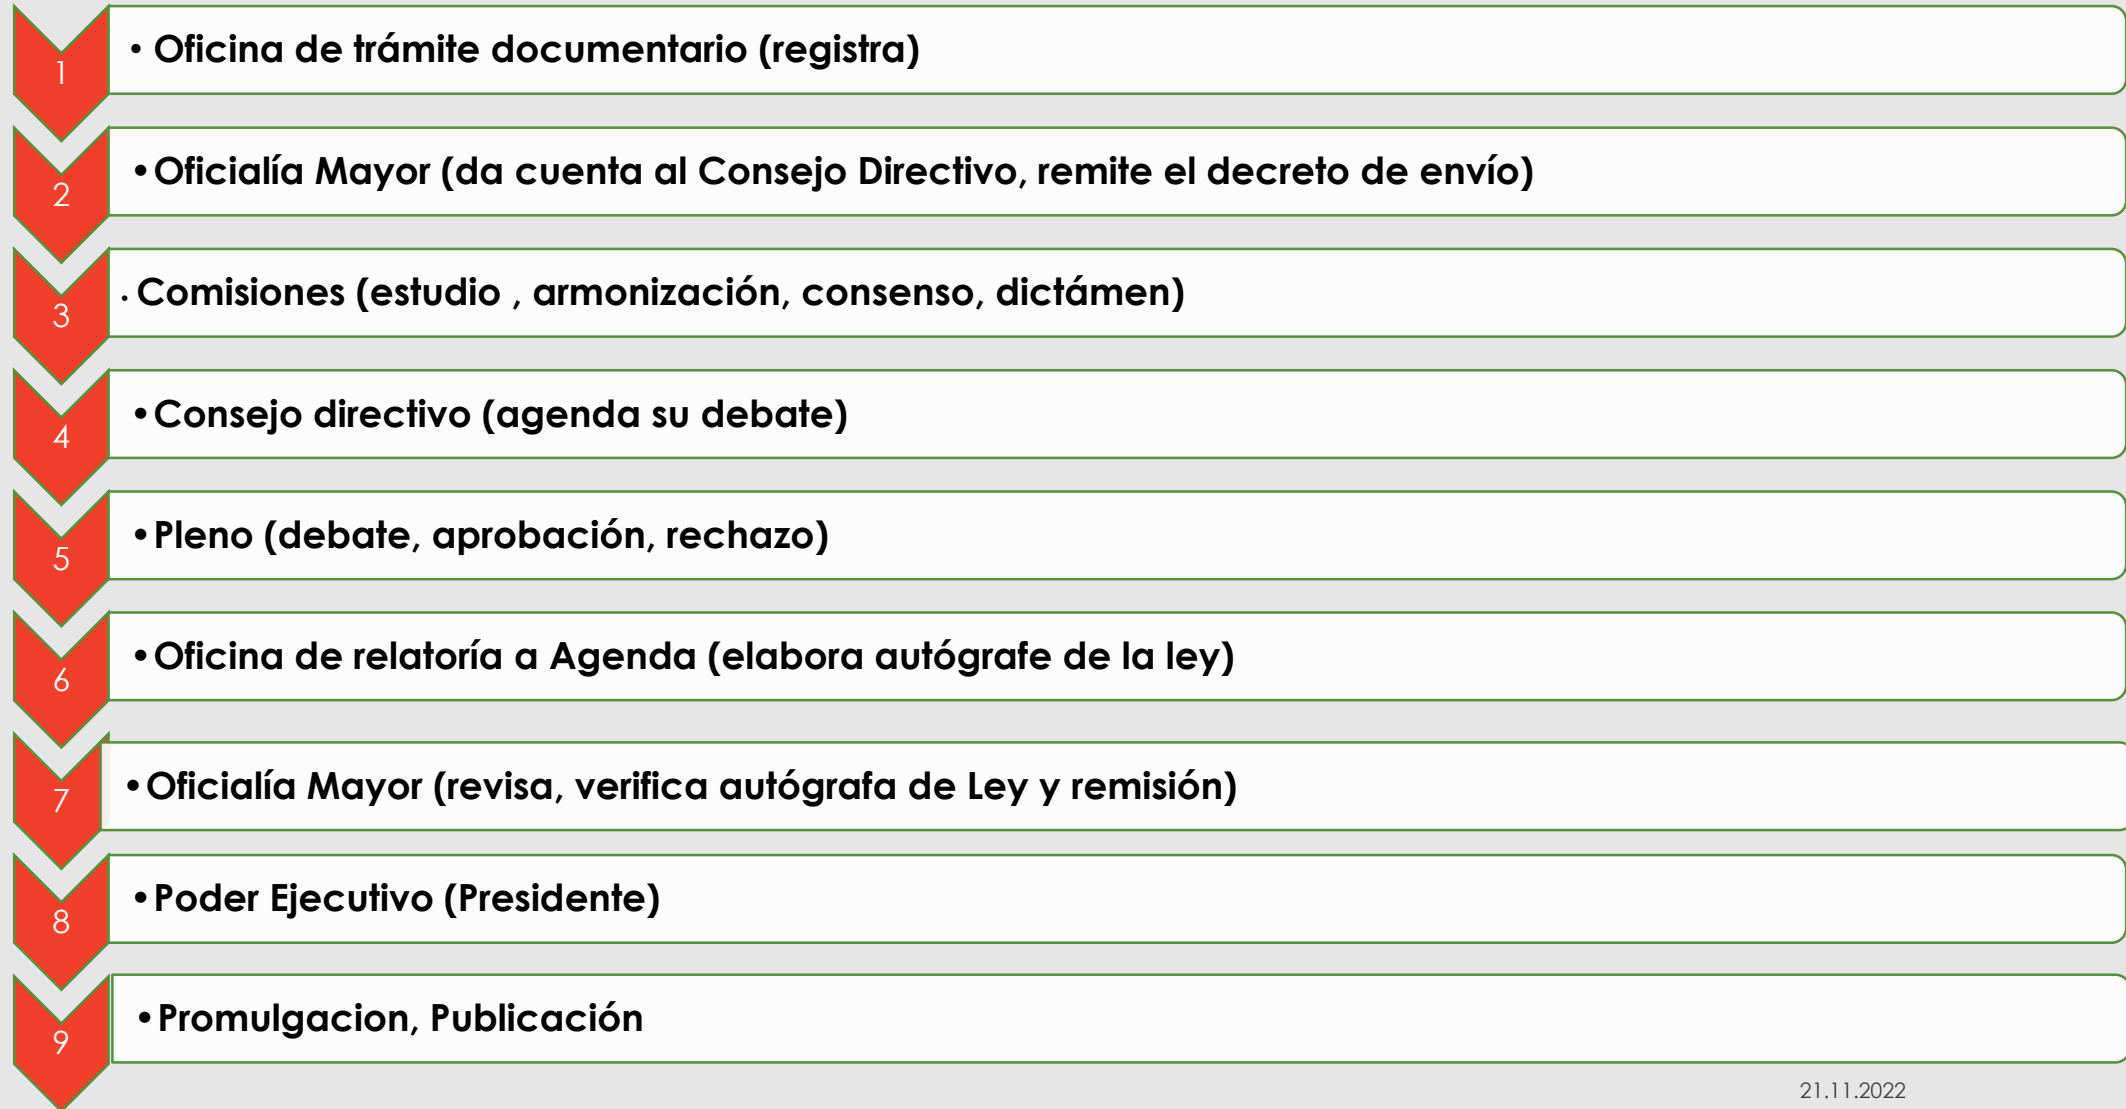 1
• Oficina de trámite documentario (registra)
2
•Oficialía Mayor (da cuenta al Consejo Directivo, remite el decreto de envío)
3
• Comisiones (estudio , armonización, consenso, dictámen)
4
•Consejo directivo (agenda su debate)
5
•Pleno (debate, aprobación, rechazo)
6
•Oficina de relatoría a Agenda (elabora autógrafe de la ley)
7
•Oficialía Mayor (revisa, verifica autógrafa de Ley y remisión)
8
•Poder Ejecutivo (Presidente)
9
•Promulgacion, Publicación
21.11.2022